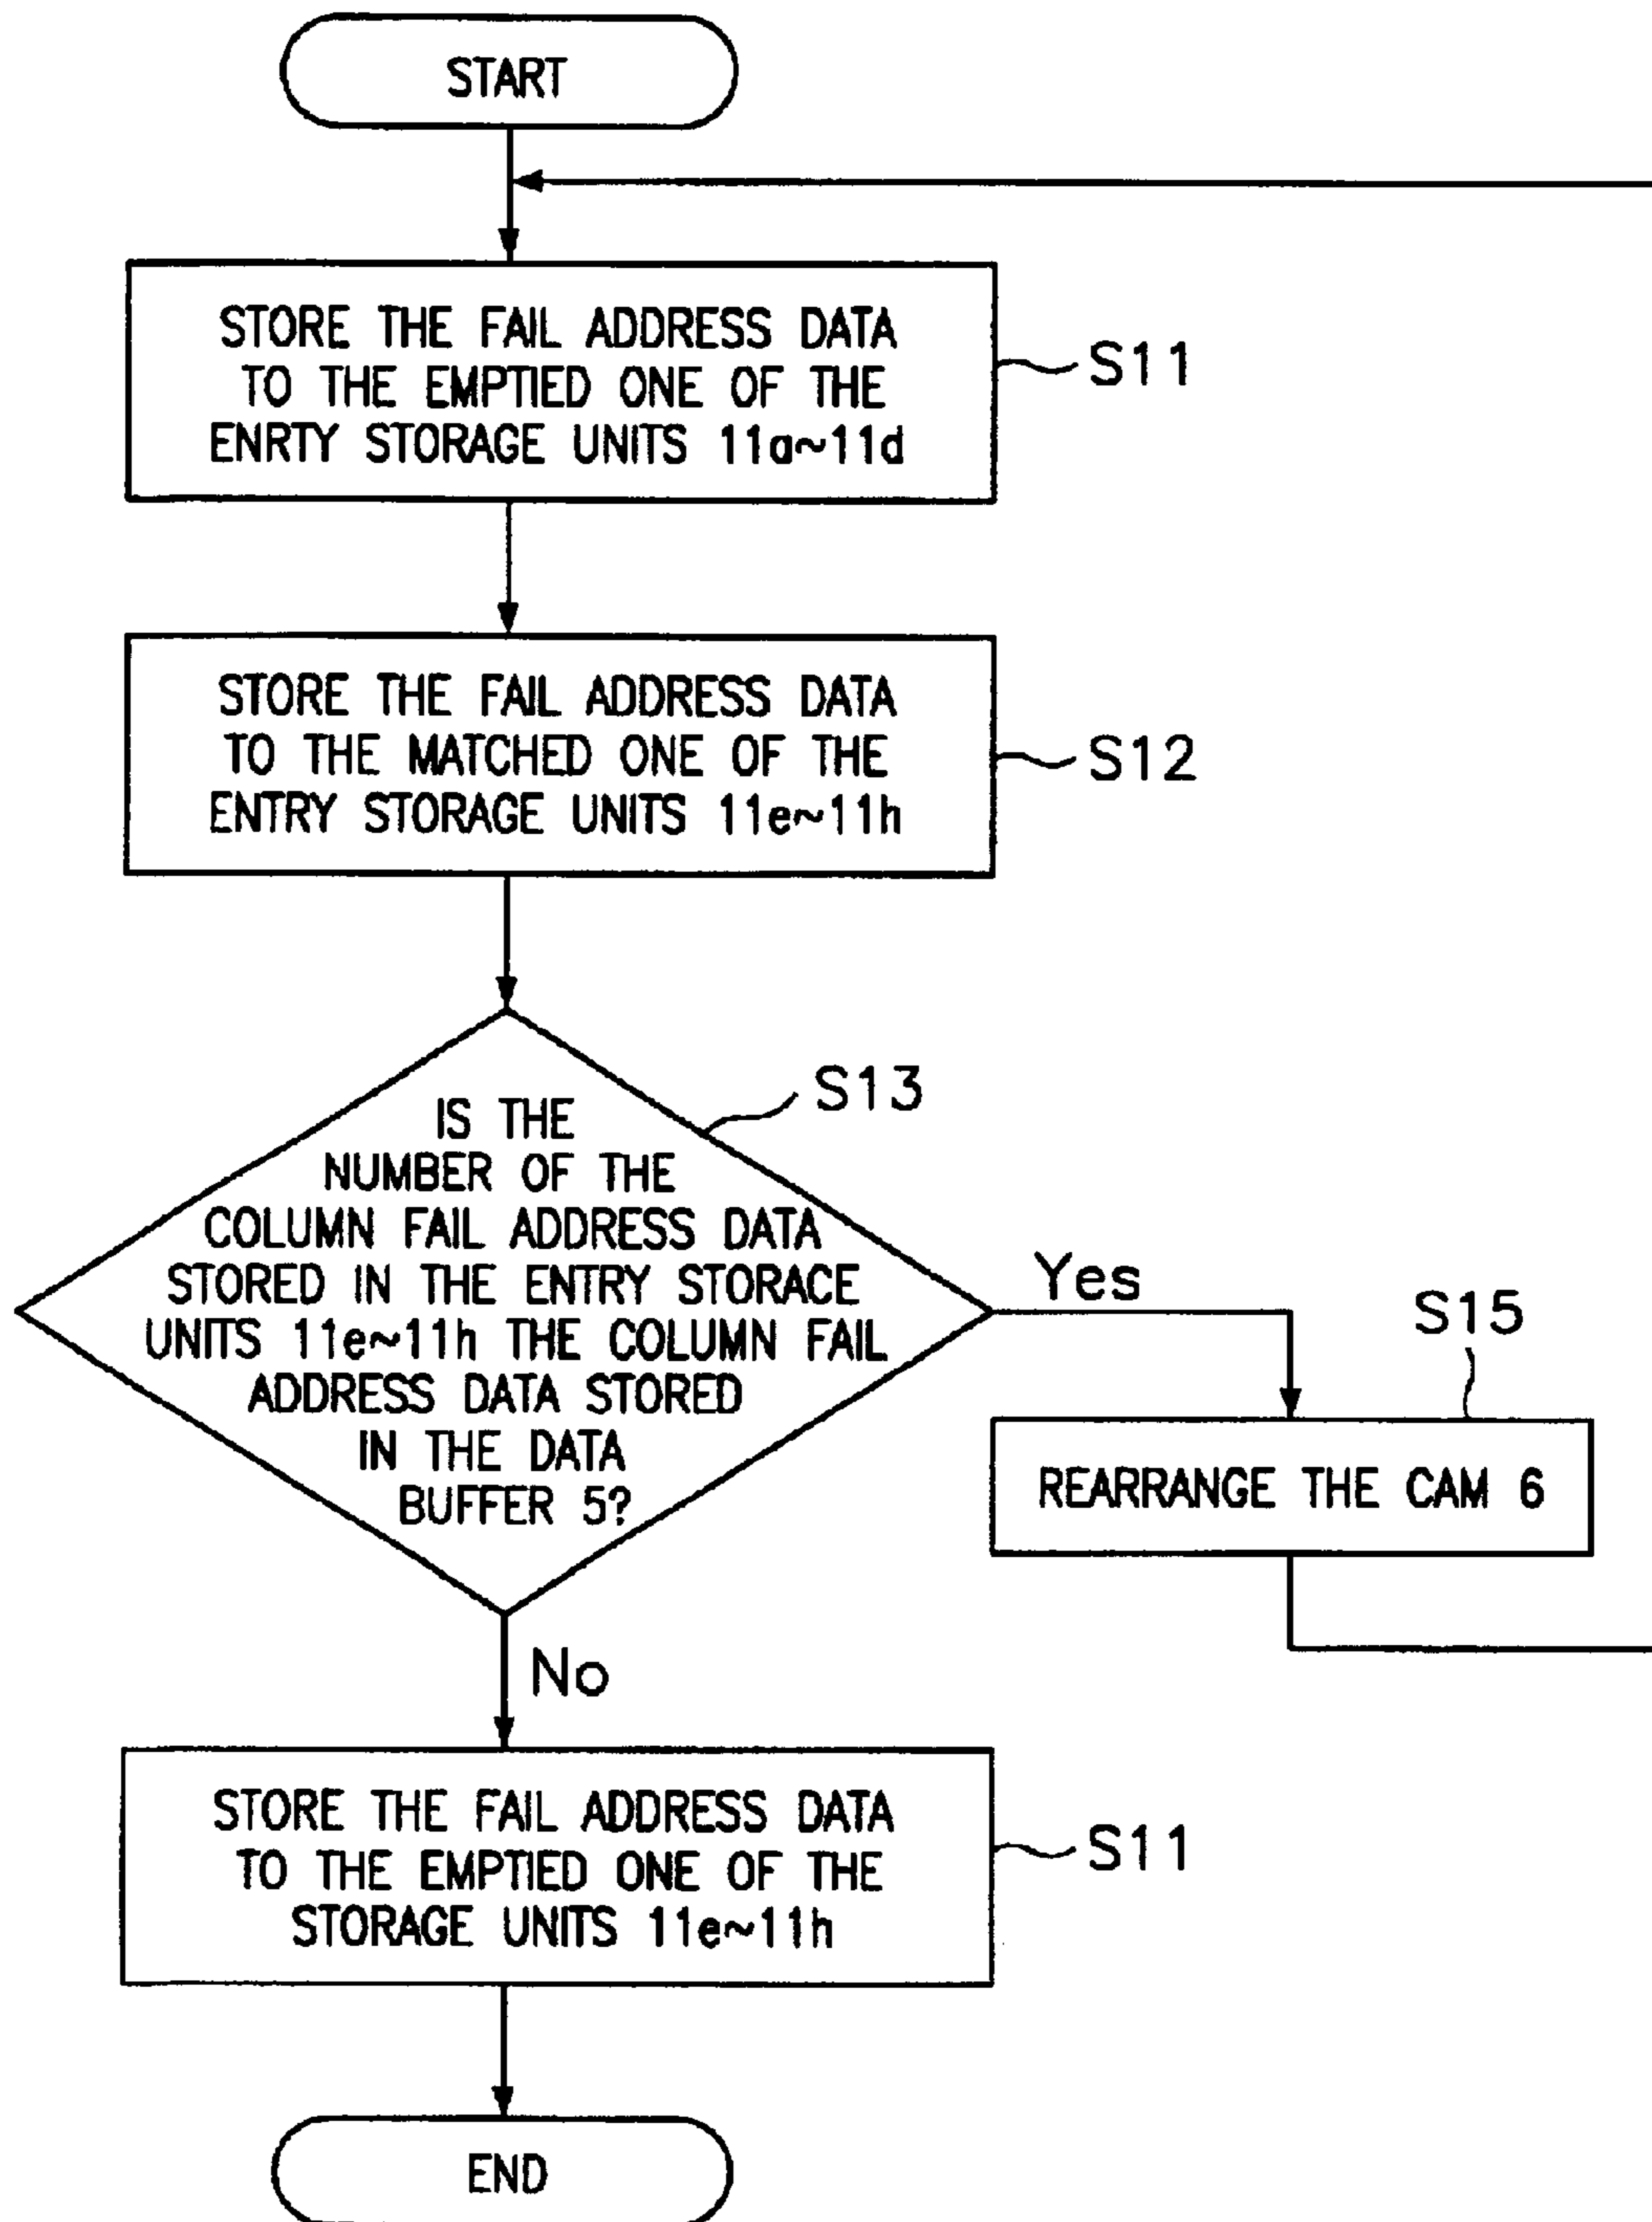 START
STORE THE FAIL ADDRESS DATA
TO THE EMPTIED ONE OF THE
ENRTY STORAGE UNITS 11a~11d
S11
STORE THE FAIL ADDRESS DATA
TO THE MATCHED ONE OF THE
ENTRY STORAGE UNITS 11e~11h
S12
S13
IS THE
NUMBER OF THE
COLUMN FAIL ADDRESS DATA
STORED IN THE ENTRY STORACE
UNITS 11e~11h THE COLUMN FAIL
ADDRESS DATA STORED
IN THE DATA
BUFFER 5?
Yes
S15
REARRANGE THE CAM 6
No
STORE THE FAIL ADDRESS DATA
TO THE EMPTIED ONE OF THE
STORAGE UNITS 11e~11h
S11
END